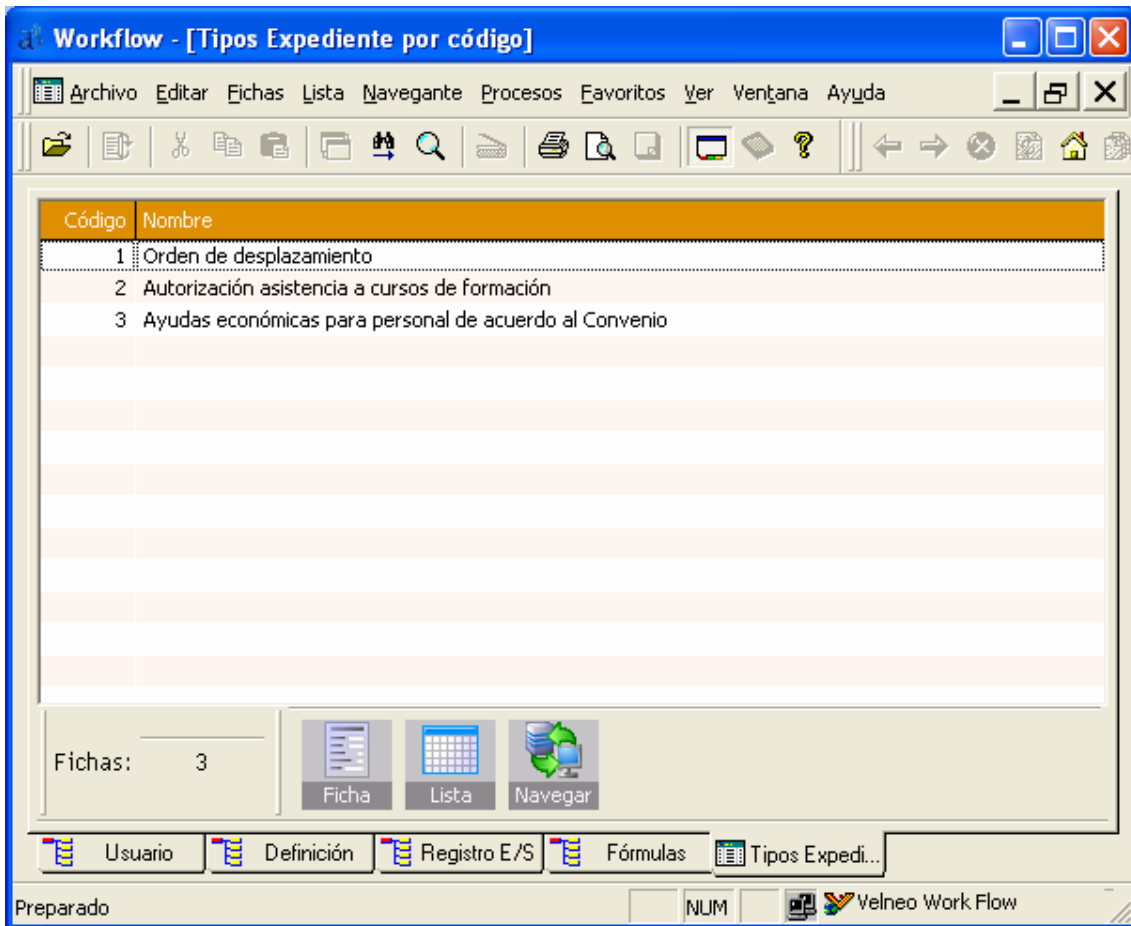 Workflow - [Tipos Expediente por código]
Archivo Editar Fichas Lista Navegante Procesos Favoritos Ver Ventana Ayuda
Código Nombre
1 Orden de desplazamiento
2 Autorización asistencia a cursos de formación
3 Ayudas económicas para personal de acuerdo al Convenio
Fichas: 3
Ficha Lista Navegar
Usuario Definición Registro E/S Fórmulas Tipos Expedi...
Preparado NUM Velneo Work Flow